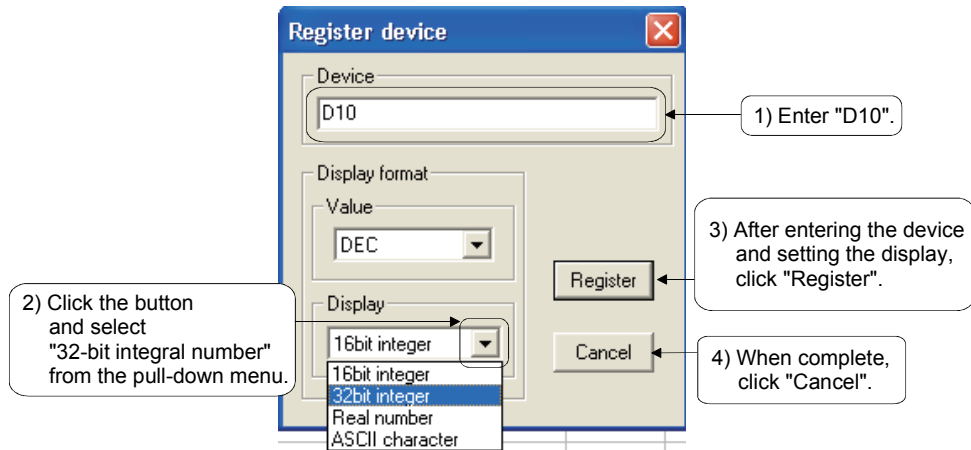 Register device
Device
D10
1) Enter "D10".
Display format
Value
DEC
3) After entering the device
and setting the display,
click "Register".
Register
2) Click the button
and select
"32-bit integral number"
from the pull-down menu.
Display
16bit integer
16bit integer
32bit integer
Real number
ASCII character
Cancel
4) When complete,
click "Cancel".